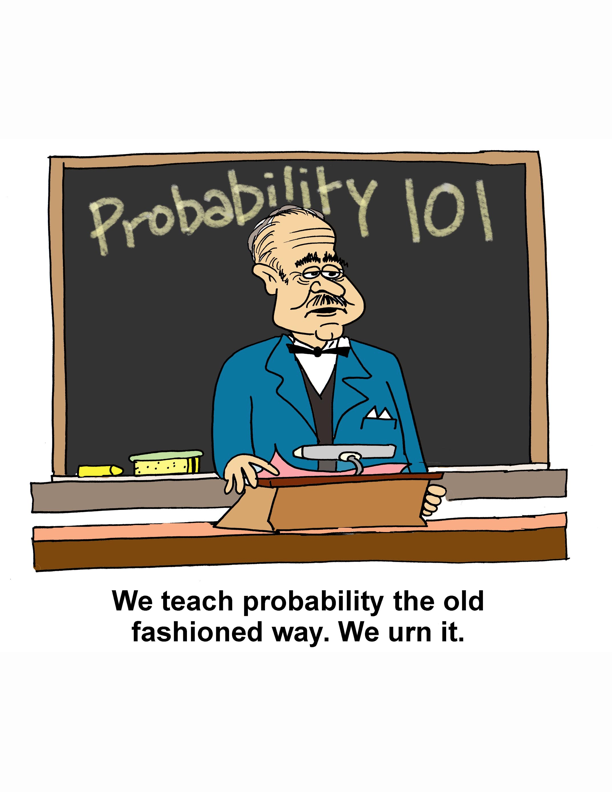 Probability 101
We teach probability the old
fashioned way. We urn it.